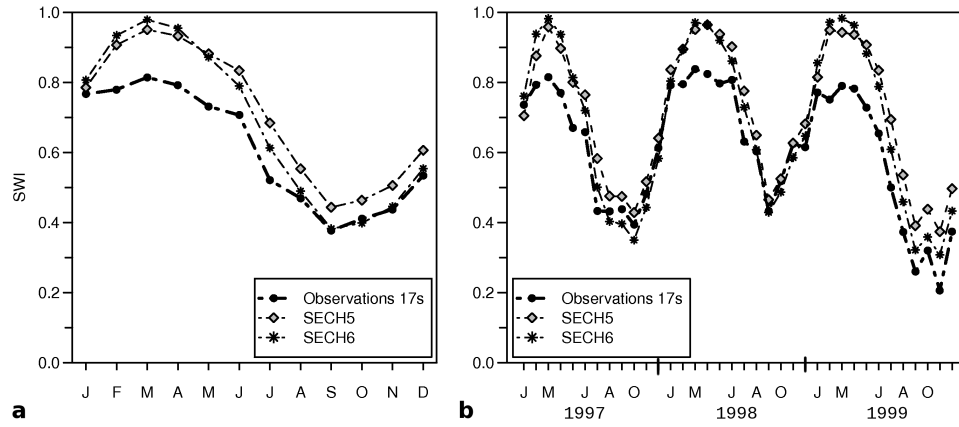 SWI
1.0
0.8
0.6
0.4
0.2
0.0
J F M A M J J A S O N D
Observations 17s
SECH5
SECH6
a
1.0
0.8
0.6
0.4
0.2
0.0
J M J A O J M J A O J M J A O
1997 1998 1999
Observations 17s
SECH5
SECH6
b